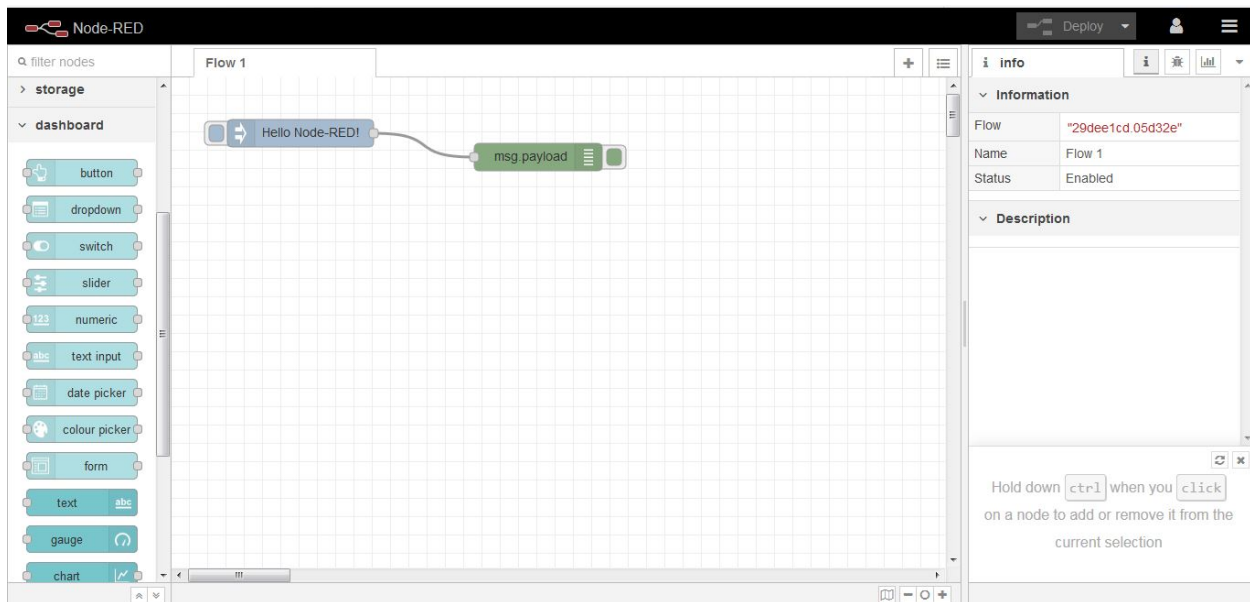 Node-RED
Deploy
filter nodes
Flow 1
i info
i
storage
Information
dashboard
Flow "29dee1cd.05d32e"
Name Flow 1
Status Enabled
Description
Hello Node-RED!
msg.payload
button
dropdown
switch
slider
123 numeric
abc text input
date picker
colour picker
form
text abc
gauge
chart
Hold down ctrl when you click
on a node to add or remove it from the
current selection